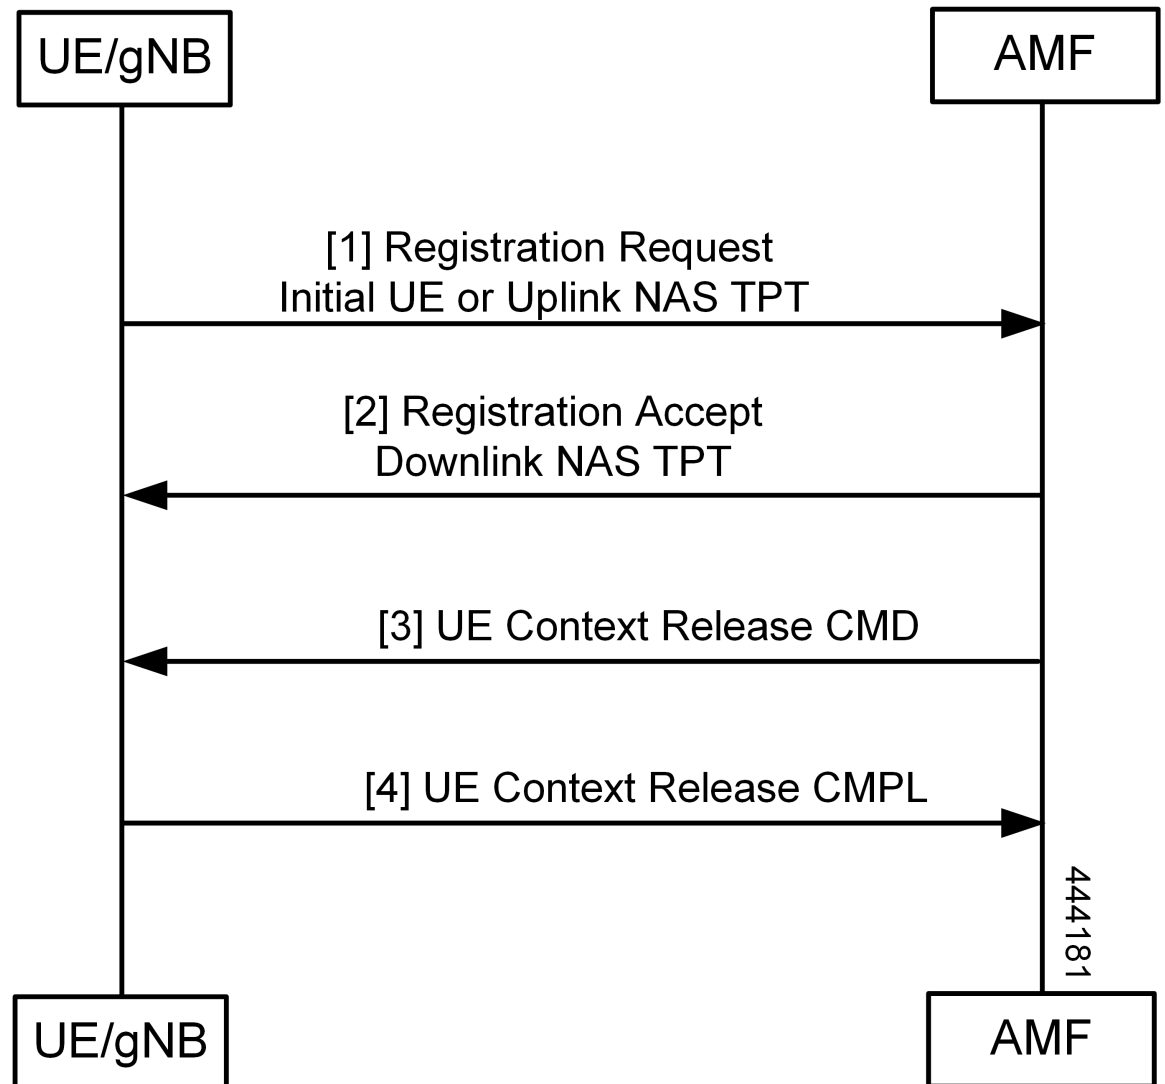 UE/gNB
AMF
[1] Registration Request
Initial UE or Uplink NAS TPT
[2] Registration Accept
Downlink NAS TPT
[3] UE Context Release CMD
[4] UE Context Release CMPL
444181
UE/gNB
AMF